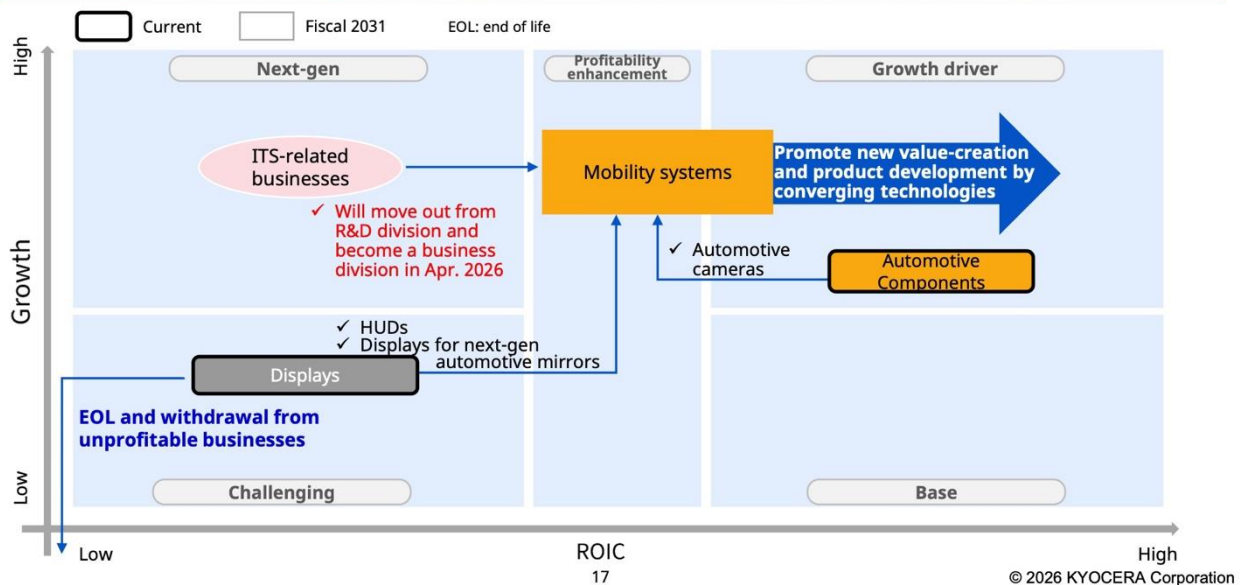 Current
Fiscal 2031
EOL: end of life
High
Next-gen
Profitability
enhancement
Growth driver
ITS-related
businesses
Mobility systems
Promote new value-creation
and product development by
converging technologies
✓ Will move out from
R&D division and
become a business
division in Apr. 2026
✓ Automotive
cameras
Automotive
Components
Growth
✓ HUDs
✓ Displays for next-gen
automotive mirrors
Displays
EOL and withdrawal from
unprofitable businesses
Low
Challenging
Base
Low
ROIC
High
17
© 2026 KYOCERA Corporation